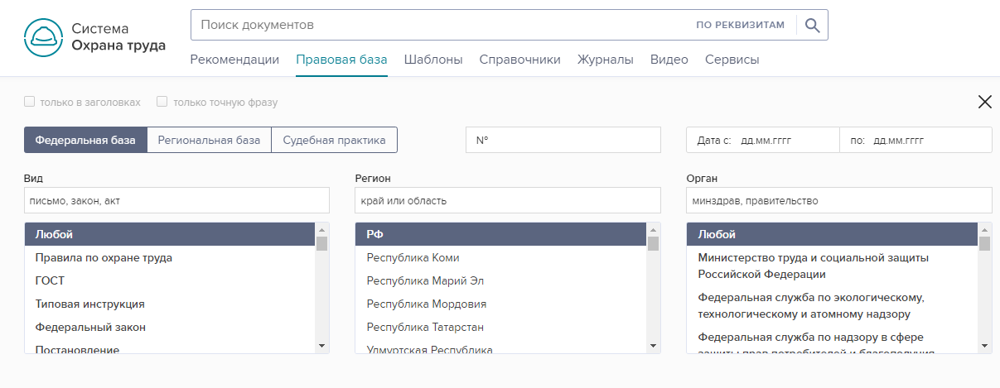 Система
Охрана труда
Поиск документов
ПО РЕКВИЗИТАМ
Рекомендации Правовая база Шаблоны Справочники Журналы Видео Сервисы
только в заголовках только точную фразу
Федеральная база Региональная база Судебная практика
N°
Дата с: дд.мм.гггг по: дд.мм.гггг
Вид
письмо, закон, акт
Любой
Правила по охране труда
ГОСТ
Типовая инструкция
Федеральный закон
Постановление
Регион
край или область
РФ
Республика Коми
Республика Марий Эл
Республика Мордовия
Республика Татарстан
Удмуртская Республика
Орган
минздрав, правительство
Любой
Министерство труда и социальной защиты
Российской Федерации
Федеральная служба по экологическому,
технологическому и атомному надзору
Федеральная служба по надзору в сфере
защиты прав потребителей и благополучия